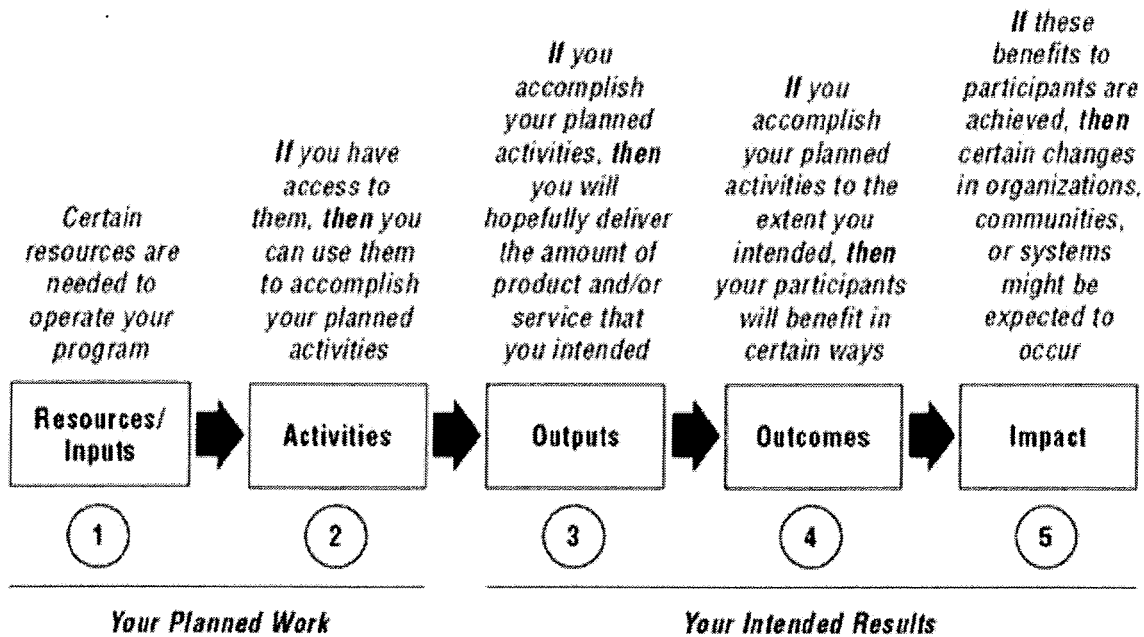 Certain
resources are
needed to
operate your
program
If you have
access to
them, then you
can use them
to accomplish
your planned
activities
If you
accomplish
your planned
activities, then
you will
hopefully deliver
the amount of
product and/or
service that
you intended
If you
accomplish
your planned
activities to the
extent you
intended, then
your participants
will benefit in
certain ways
If these
benefits to
participants are
achieved, then
certain changes
in organizations,
communities,
or systems
might be
expected to
occur
Resources/
Inputs
Activities
Outputs
Outcomes
Impact
1
2
3
4
5
Your Planned Work
Your Intended Results